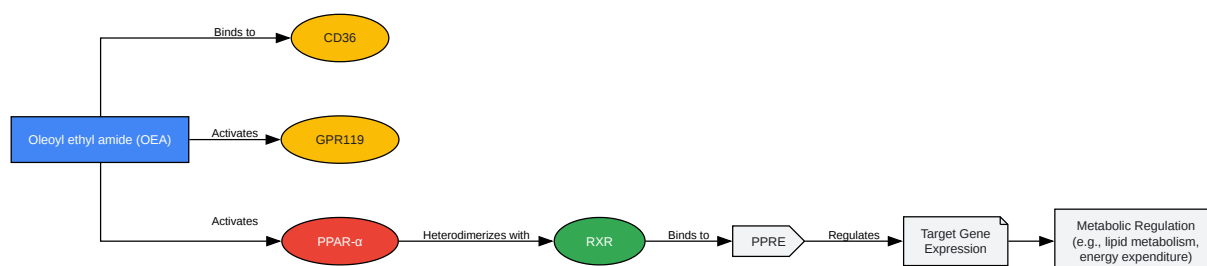 Binds to
CD36
Oleoyl ethyl amide (OEA)
Activates
GPR119
Activates
PPAR-α
Heterodimerizes with
RXR
Binds to
PPRE
Regulates
Target Gene
Expression
Metabolic Regulation
(e.g., lipid metabolism,
energy expenditure)